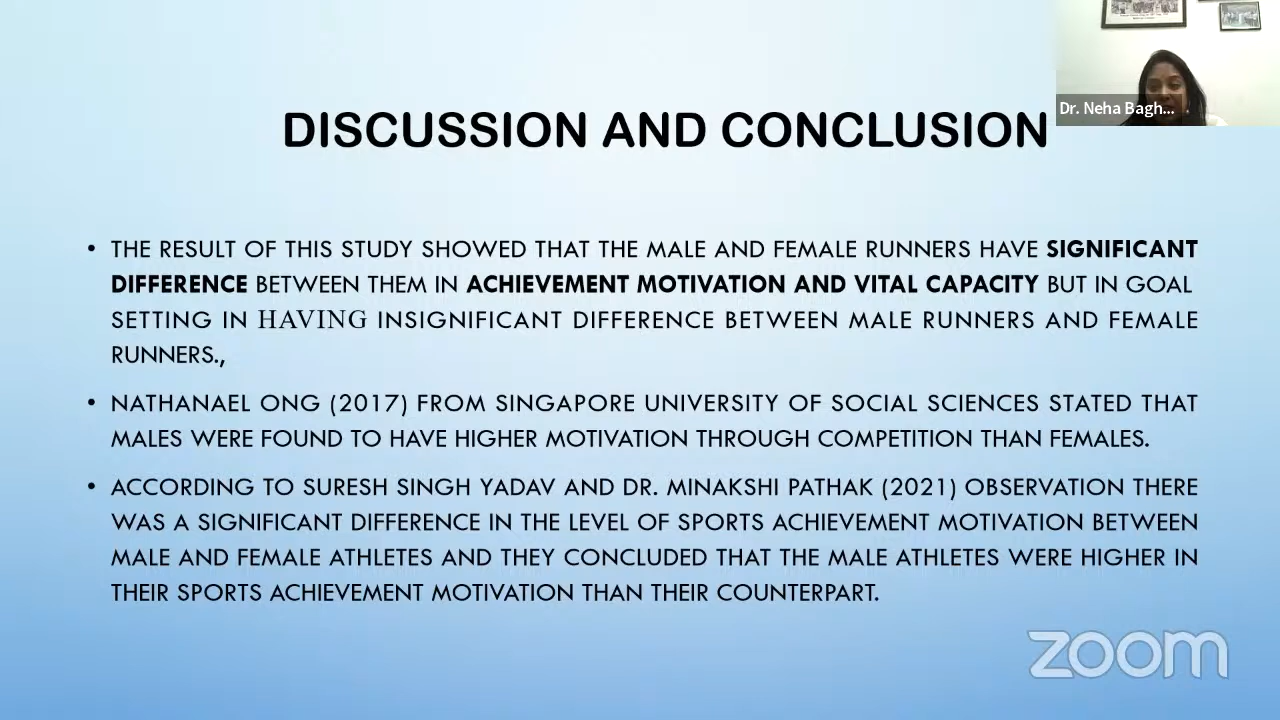 DISCUSSION AND CONCLUSION
Dr. Neha Bagh...
• THE RESULT OF THIS STUDY SHOWED THAT THE MALE AND FEMALE RUNNERS HAVE SIGNIFICANT
DIFFERENCE BETWEEN THEM IN ACHIEVEMENT MOTIVATION AND VITAL CAPACITY BUT IN GOAL
SETTING IN HAVING INSIGNIFICANT DIFFERENCE BETWEEN MALE RUNNERS AND FEMALE
RUNNERS.,
• NATHANAEL ONG (2017) FROM SINGAPORE UNIVERSITY OF SOCIAL SCIENCES STATED THAT
MALES WERE FOUND TO HAVE HIGHER MOTIVATION THROUGH COMPETITION THAN FEMALES.
• ACCORDING TO SURESH SINGH YADAV AND DR. MINAKSHI PATHAK (2021) OBSERVATION THERE
WAS A SIGNIFICANT DIFFERENCE IN THE LEVEL OF SPORTS ACHIEVEMENT MOTIVATION BETWEEN
MALE AND FEMALE ATHLETES AND THEY CONCLUDED THAT THE MALE ATHLETES WERE HIGHER IN
THEIR SPORTS ACHIEVEMENT MOTIVATION THAN THEIR COUNTERPART.
zoom